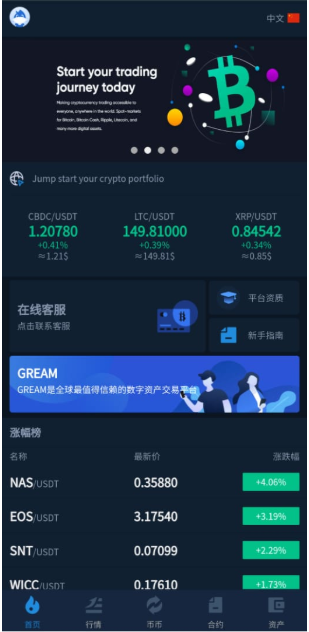 中文
Start your trading
journey today
Making cryptocurrency trading accessible to
everyone, anywhere in the world. Spot-markets
for Bitcoin, Bitcoin Cash, Ripple, Litecoin, and
many more digital assets.
Jump start your crypto portfolio
CBDC/USDT LTC/USDT XRP/USDT
1.20780 149.81000 0.84542
+0.41% +0.39% +0.34%
≈1.21$ ≈149.81$ ≈0.85$
在线客服
点击联系客服
平台资质
新手指南
GREAM
GREAM是全球最值得信赖的数字资产交易平台
涨幅榜
名称 最新价 涨跌幅
NAS/USDT 0.35880 +4.06%
EOS/USDT 3.17540 +3.19%
SNT/USDT 0.07099 +2.29%
WICC/USDT 0.17610 +1.73%
首页 行情 币币 合约 资产